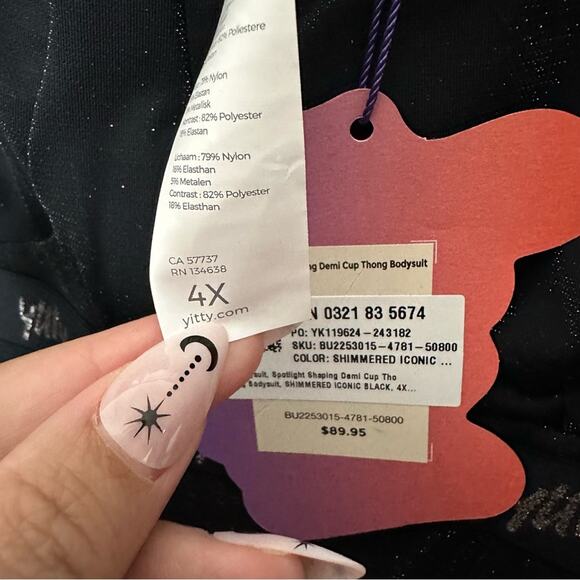 Polyestere
Nylon
Elastan
Metallisk
82% Polyester
18% Elastan
Lichaam : 79% Nylon
16% Elasthan
5% Metalen
Contrast : 82% Polyester
18% Elasthan
CA 57737
RN 134638
4X
yitty.com
Demi Cup Thong Bodysuit
N 0321 83 5674
PO: YK119624-243182
SKU: BU2253015-4781-50800
COLOR: SHIMMERED ICONIC ...
Spotlight Shaping Demi Cup Tho
Bodysuit, SHIMMERED ICONIC BLACK, 4X...
BU2253015-4781-50800
$89.95